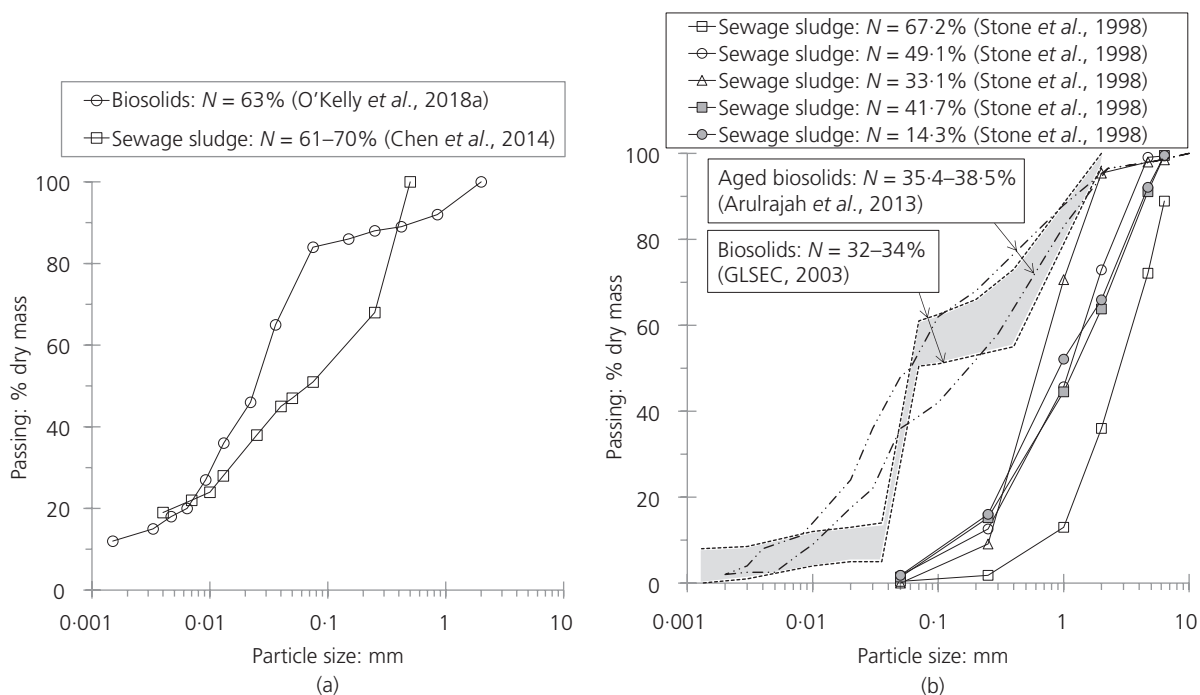 Biosolids: N = 63% (O'Kelly et al., 2018a)
Sewage sludge: N = 61–70% (Chen et al., 2014)
100
80
60
40
20
0
Passing: % dry mass
0·001
0·01
0·1
1
10
Particle size: mm
(a)
Sewage sludge: N = 67·2% (Stone et al., 1998)
Sewage sludge: N = 49·1% (Stone et al., 1998)
Sewage sludge: N = 33·1% (Stone et al., 1998)
Sewage sludge: N = 41·7% (Stone et al., 1998)
Sewage sludge: N = 14·3% (Stone et al., 1998)
Aged biosolids: N = 35·4–38·5%
(Arulrajah et al., 2013)
Biosolids: N = 32–34%
(GLSEC, 2003)
100
80
60
40
20
0
Passing: % dry mass
0·001
0·01
0·1
1
10
Particle size: mm
(b)